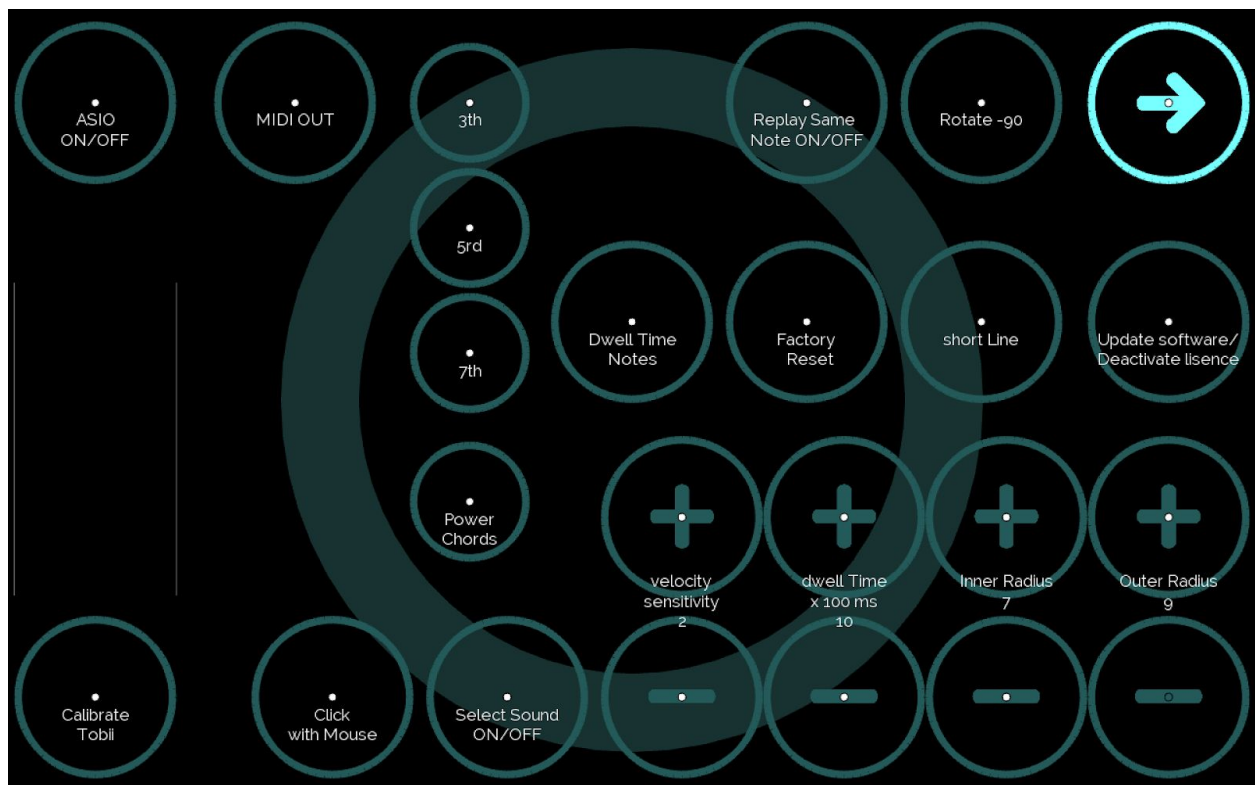 ASIO
ON/OFF
MIDI OUT
3th
Replay Same
Note ON/OFF
Rotate -90
5rd
7th
Dwell Time
Notes
Factory
Reset
short Line
Update software/
Deactivate lisence
Power
Chords
velocity
sensitivity
2
dwell Time
x 100 ms
10
Inner Radius
7
Outer Radius
9
Calibrate
Tobii
Click
with Mouse
Select Sound
ON/OFF